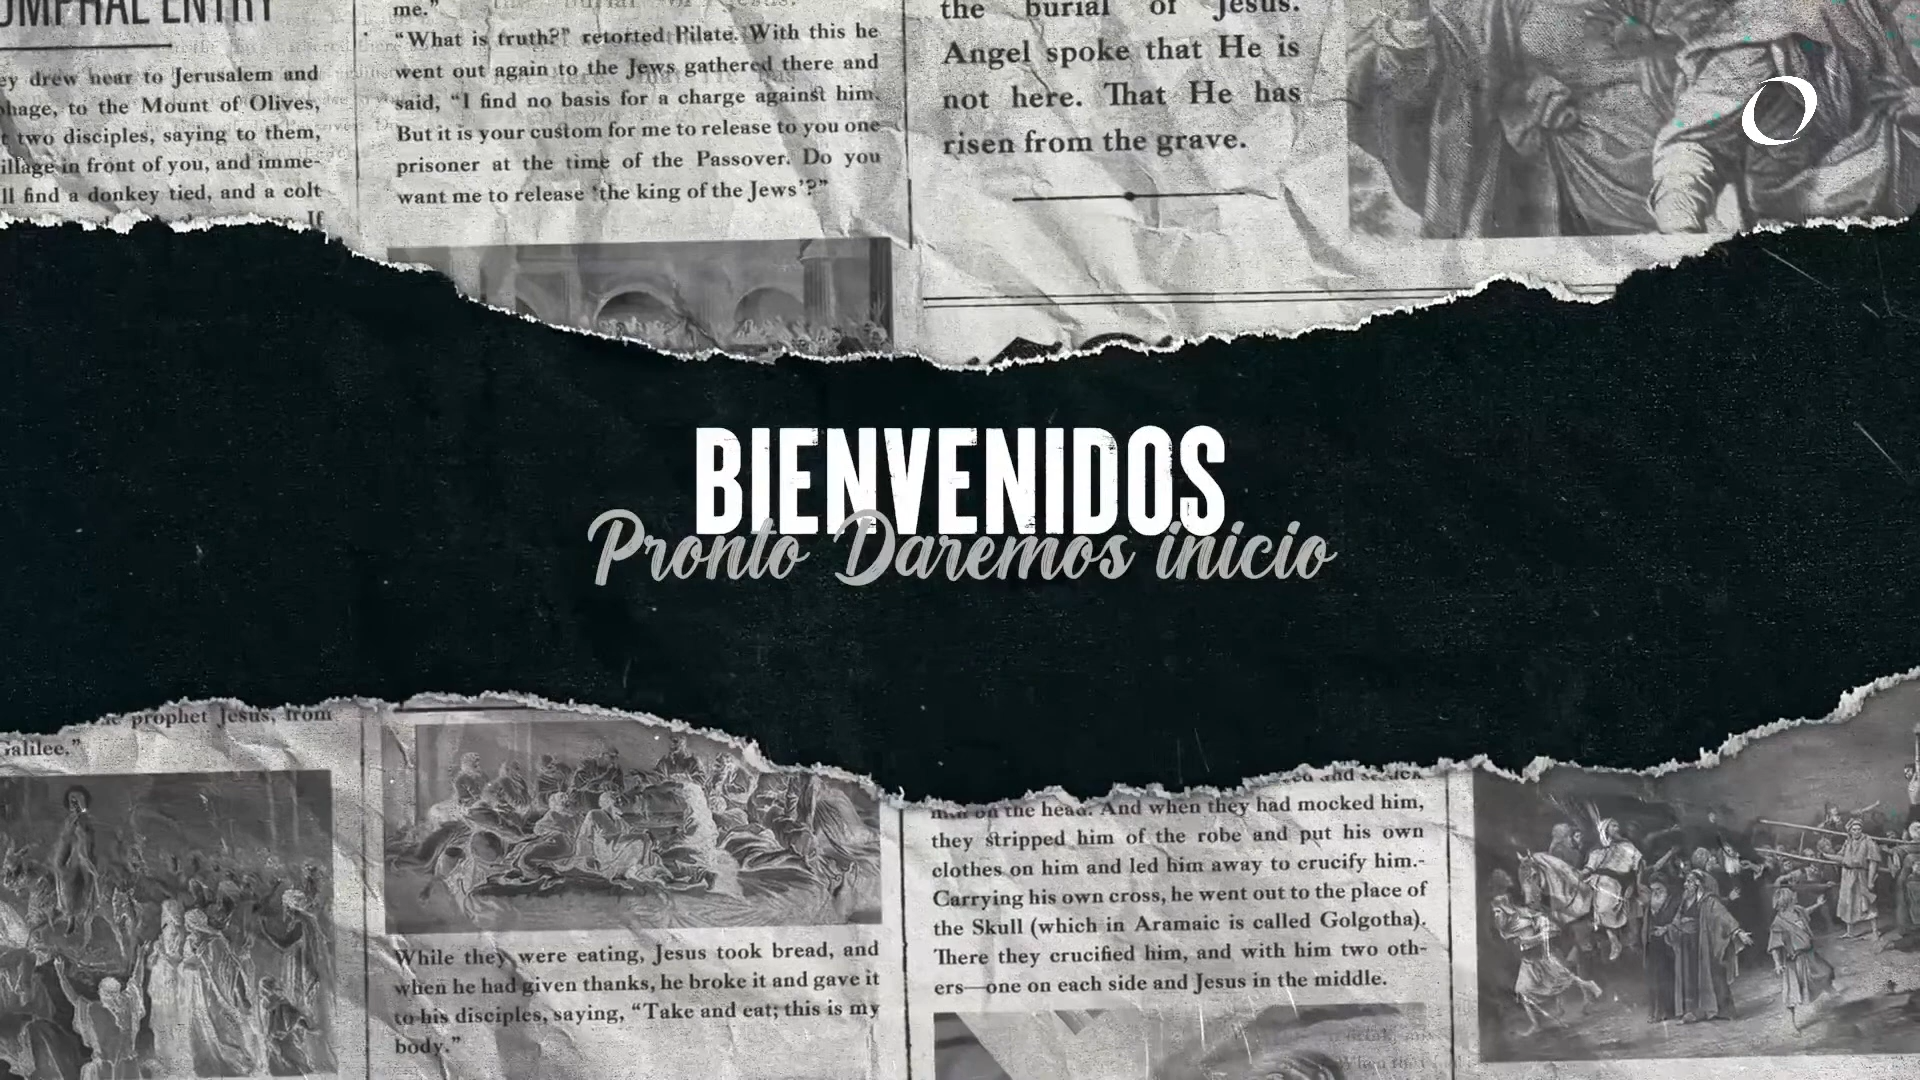 UMPHAL ENTRY
ey drew near to Jerusalem and
phage, to the Mount of Olives,
t two disciples, saying to them,
illage in front of you, and imme-
ll find a donkey tied, and a colt
If
me."
"What is truth?" retorted Pilate. With this he
went out again to the Jews gathered there and
said, "I find no basis for a charge against him.
But it is your custom for me to release to you one
prisoner at the time of the Passover. Do you
want me to release 'the king of the Jews'?"
the burial of Jesus.
Angel spoke that He is
not here. That He has
risen from the grave.
BIENVENIDOS
Pronto Daremos inicio
prophet Jesus, from
Galilee."
While they were eating, Jesus took bread, and
when he had given thanks, he broke it and gave it
to his disciples, saying, "Take and eat; this is my
body."
on the head. And when they had mocked him,
they stripped him of the robe and put his own
clothes on him and led him away to crucify him.-
Carrying his own cross, he went out to the place of
the Skull (which in Aramaic is called Golgotha).
There they crucified him, and with him two oth-
ers—one on each side and Jesus in the middle.